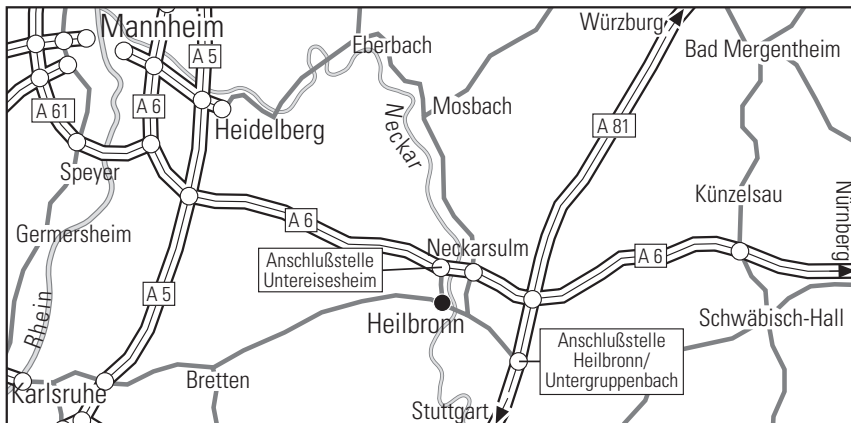 Würzburg
Mannheim
Eberbach
Bad Mergentheim
A 5
A 61
A 6
Neckar
Mosbach
Heidelberg
A 81
Speyer
Künzelsau
Nürnberg
Germersheim
A 6
Neckarsulm
A 6
Anschlußstelle
Untereisesheim
A 5
Rhein
Heilbronn
Schwäbisch-Hall
Anschlußstelle
Heilbronn/
Untergruppenbach
Bretten
Karlsruhe
Stuttgart